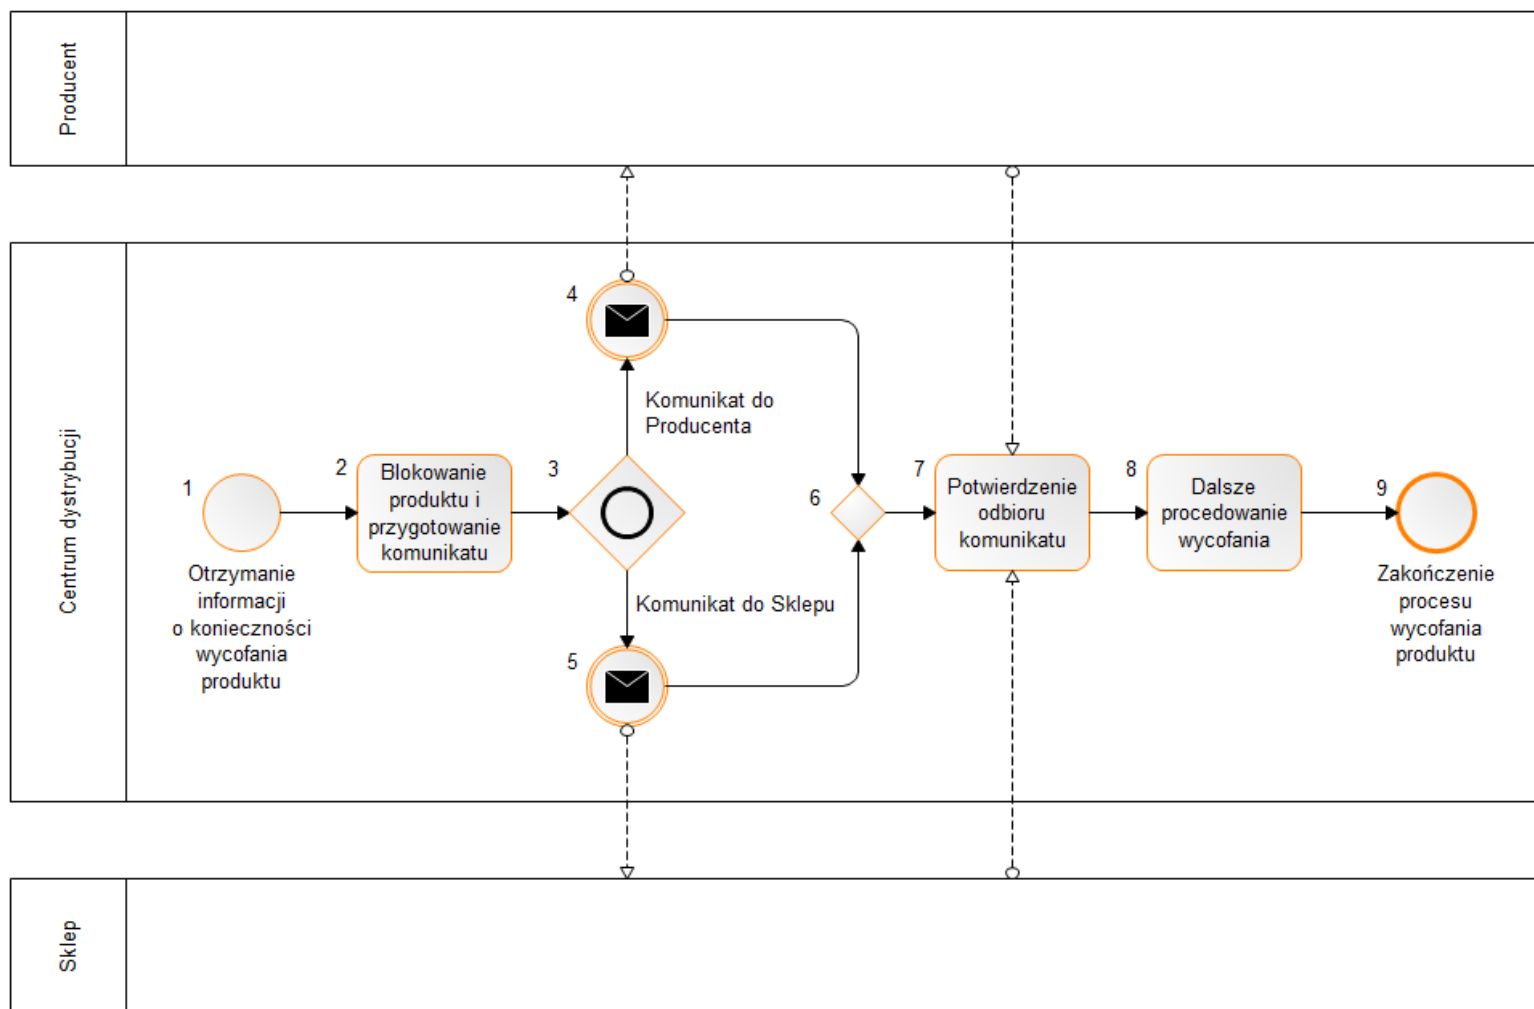 Producent
Centrum dystrybucji
4
Komunikat do
Producenta
1
2
Blokowanie
produktu i
przygotowanie
komunikatu
3
6
7
Potwierdzenie
odbioru
komunikatu
8
Dalsze
procedowanie
wycofania
9
Otrzymanie
informacji
o konieczności
wycofania
produktu
Komunikat do Sklepu
Zakończenie
procesu
wycofania
produktu
5
Sklep